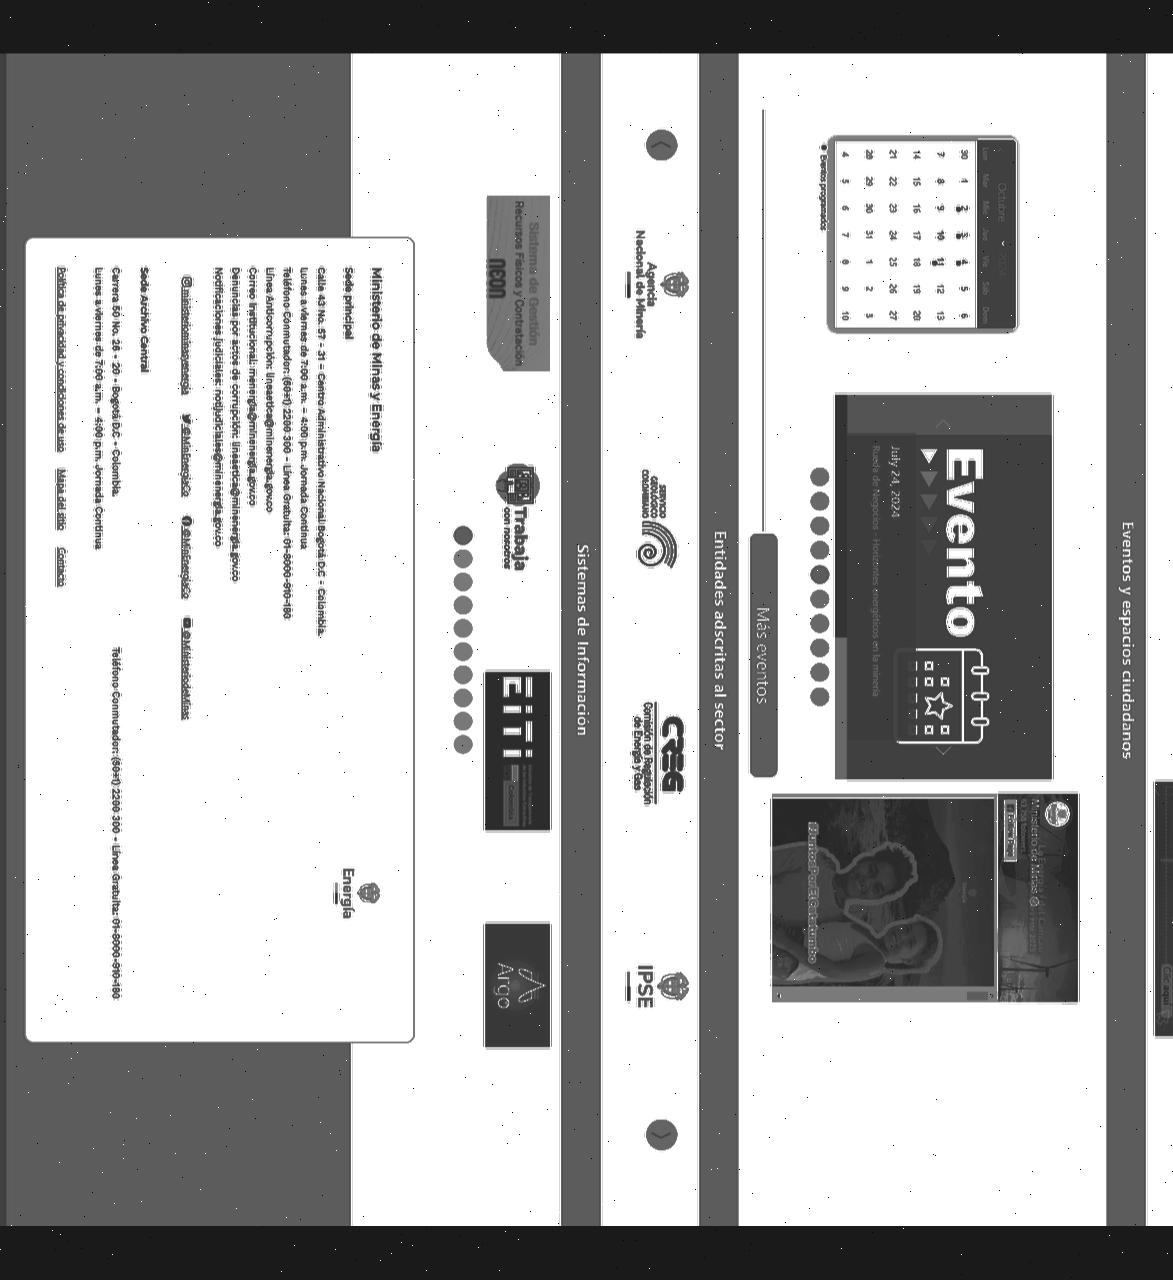 Eventos y espacios ciudadanos
Octubre
Lun Mar Mié Jue Vie Sáb Dom
30 1 2 3 4 5 6
7 8 9 10 11 12 13
14 15 16 17 18 19 20
21 22 23 24 25 26 27
28 29 30 31 1 2 3
4 5 6 7 8 9 10
Eventos programados
Evento
July 24, 2024
Rueda de Negocios - Horizontes energéticos en la minería
Ministerio de Minas
Más eventos
Entidades adscritas al sector
Agencia
Nacional de Minería
SERVICIO
GEOLÓGICO
COLOMBIANO
CREG
Comisión de Regulación
de Energía y Gas
IPSE
Sistemas de Información
Sistema de Gestión
Recursos Físicos y Contratación
neon
Trabaja
con nosotros
EITI
Colombia
Argo
Ministerio de Minas y Energía
Energía
Sede principal
Calle 43 No. 57 - 31 - Centro Administrativo Nacional Bogotá D.C - Colombia.
Lunes a viernes de 7:00 a.m. – 4:00 p.m. Jornada Continua
Teléfono Conmutador: (60+1) 2200 300 - Línea Gratuita: 01-8000-910-180
Línea Anticorrupción: lineaetica@minenergia.gov.co
Correo Institucional: menergia@minenergia.gov.co
Denuncias por actos de corrupción: lineaetica@minenergia.gov.co
Notificaciones judiciales: notijudiciales@minenergia.gov.co
@ministeriominasyenergia @MinEnergiaCo @MinEnergiaCo @MinisteriodeMinas
Sede Archivo Central
Carrera 50 No. 26 - 20 - Bogotá D.C - Colombia. Teléfono Conmutador: (60+1) 2200 300 - Línea Gratuita: 01-8000-910-180
Lunes a viernes de 7:00 a.m. – 4:00 p.m. Jornada Continua
Política de privacidad y condiciones de uso Mapa del sitio Contacto